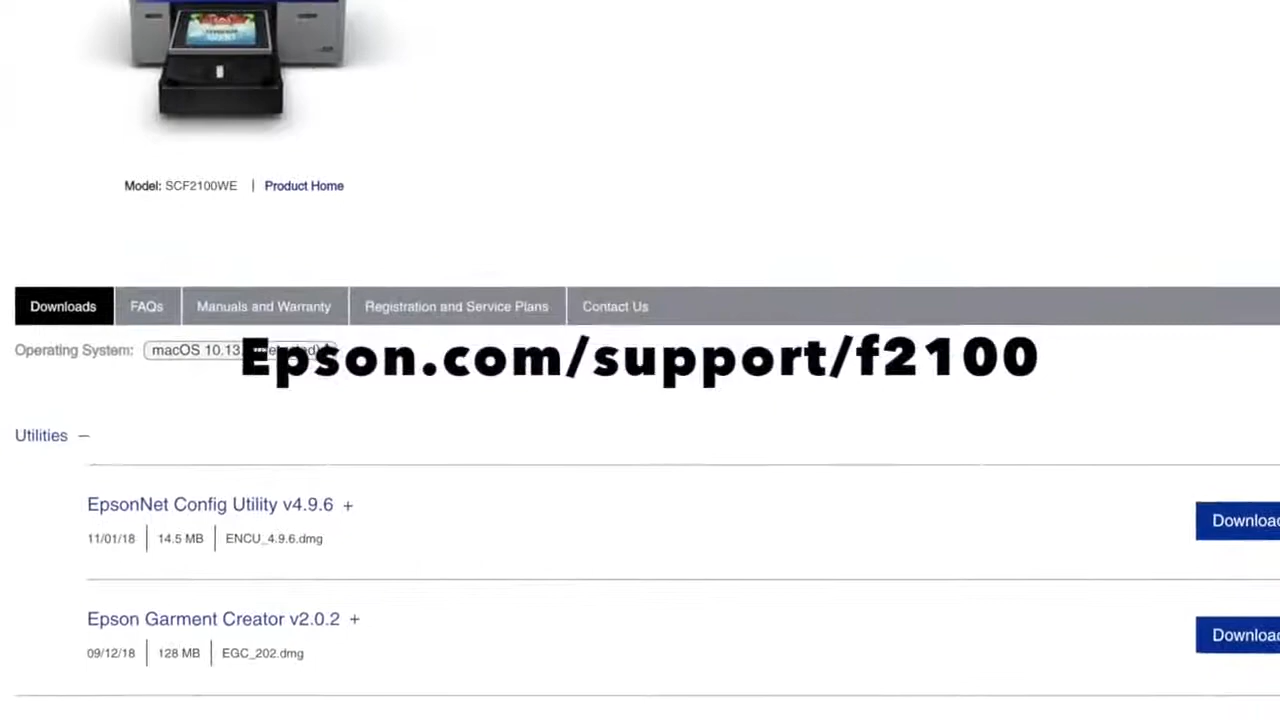 Model: SCF2100WE | Product Home
Downloads FAQs Manuals and Warranty Registration and Service Plans Contact Us
Operating System: macOS 10.13
Epson.com/support/f2100
Utilities –
EpsonNet Config Utility v4.9.6 +
11/01/18 | 14.5 MB | ENCU_4.9.6.dmg
Download
Epson Garment Creator v2.0.2 +
09/12/18 | 128 MB | EGC_202.dmg
Download